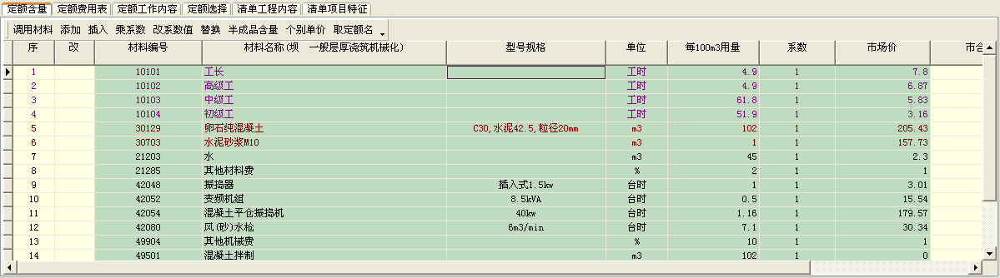 定额含量 定额费用表 定额工作内容 定额选择 清单工程内容 清单项目特征
调用材料 添加 插入 乘系数 改系数值 替换 半成品含量 个别单价 取定额名
序 改 材料编号 材料名称(坝 一般层厚浇筑机械化) 型号规格 单位 每100m3用量 系数 市场价 市合
1 10101 工长 工时 4.9 1 7.8
2 10102 高级工 工时 4.9 1 6.87
3 10103 中级工 工时 61.8 1 5.83
4 10104 初级工 工时 51.9 1 3.16
5 30129 卵石纯混凝土 C30,水泥42.5,粒径20mm m3 102 1 205.43
6 30703 水泥砂浆M10 m3 1 1 157.73
7 21203 水 m3 45 1 2.3
8 21285 其他材料费 % 2 1 1
9 42048 振捣器 插入式1.5kw 台时 1 1 3.01
10 42052 变频机组 8.5kVA 台时 0.5 1 15.54
11 42054 混凝土平仓振捣机 40kw 台时 1.16 1 179.57
12 42080 风(砂)水枪 6m3/min 台时 7.1 1 30.34
13 49904 其他机械费 % 10 1 1
14 49501 混凝土拌制 m3 102 1 0